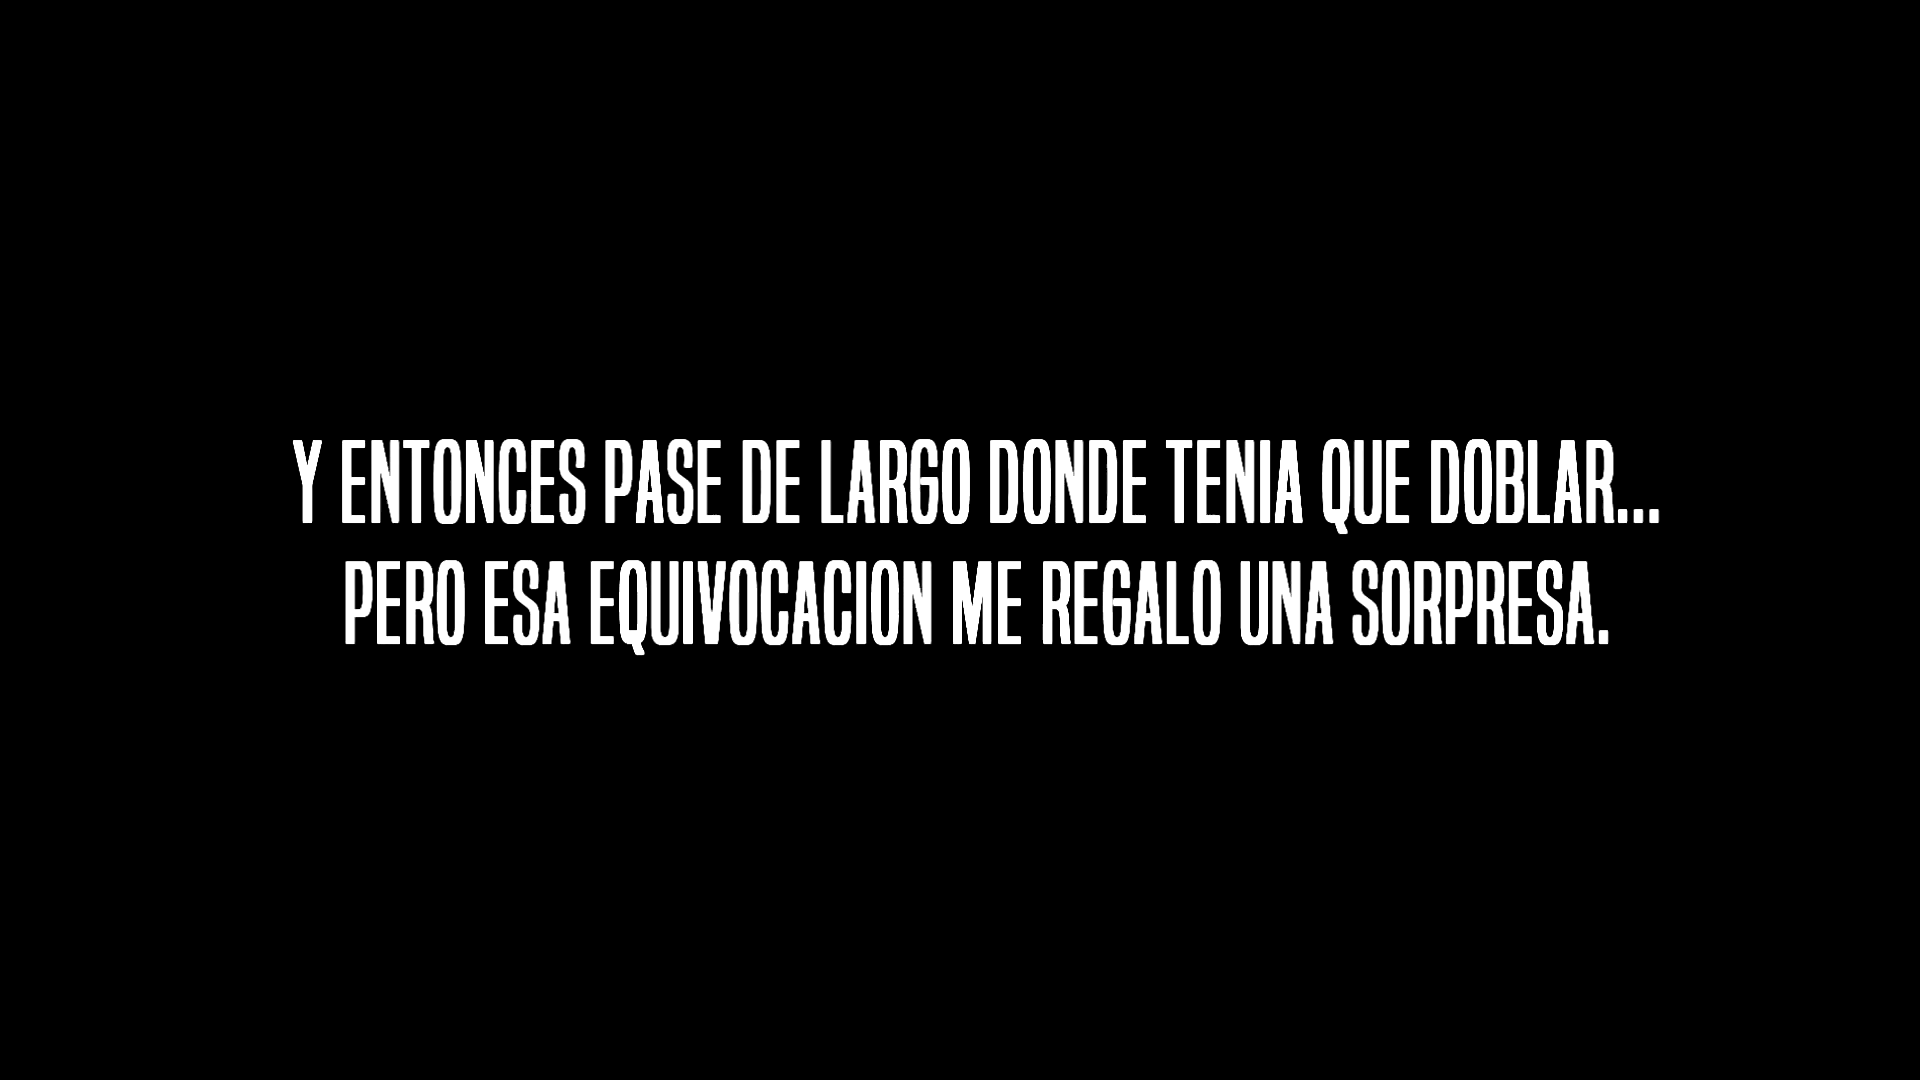 Y ENTONCES PASE DE LARGO DONDE TENIA QUE DOBLAR...
PERO ESA EQUIVOCACION ME REGALO UNA SORPRESA.